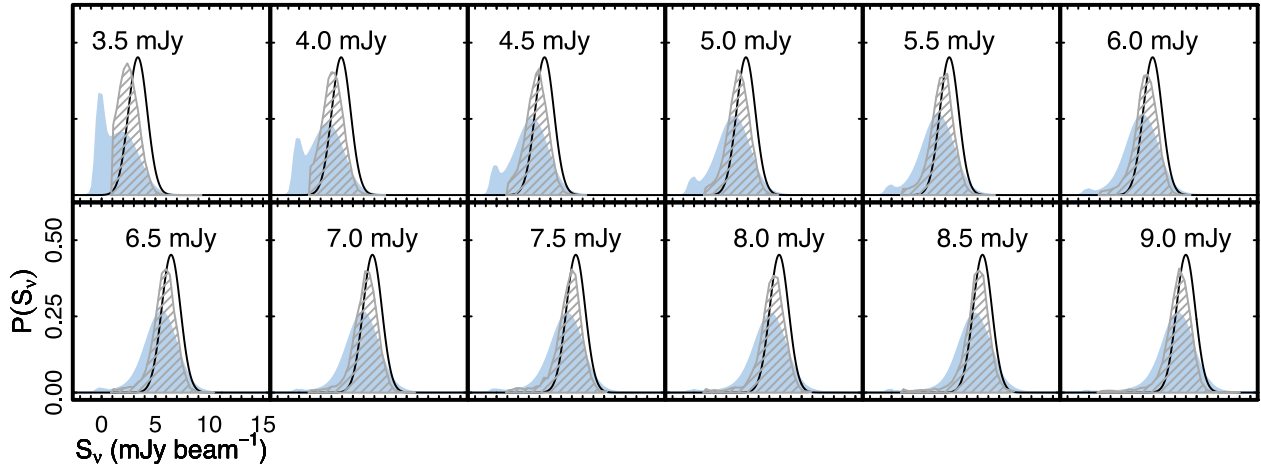 3.5 mJy 4.0 mJy 4.5 mJy 5.0 mJy 5.5 mJy 6.0 mJy
6.5 mJy 7.0 mJy 7.5 mJy 8.0 mJy 8.5 mJy 9.0 mJy
0.50
0.25
0.00
P(Sν)
0 5 10 15
Sν (mJy beam⁻¹)